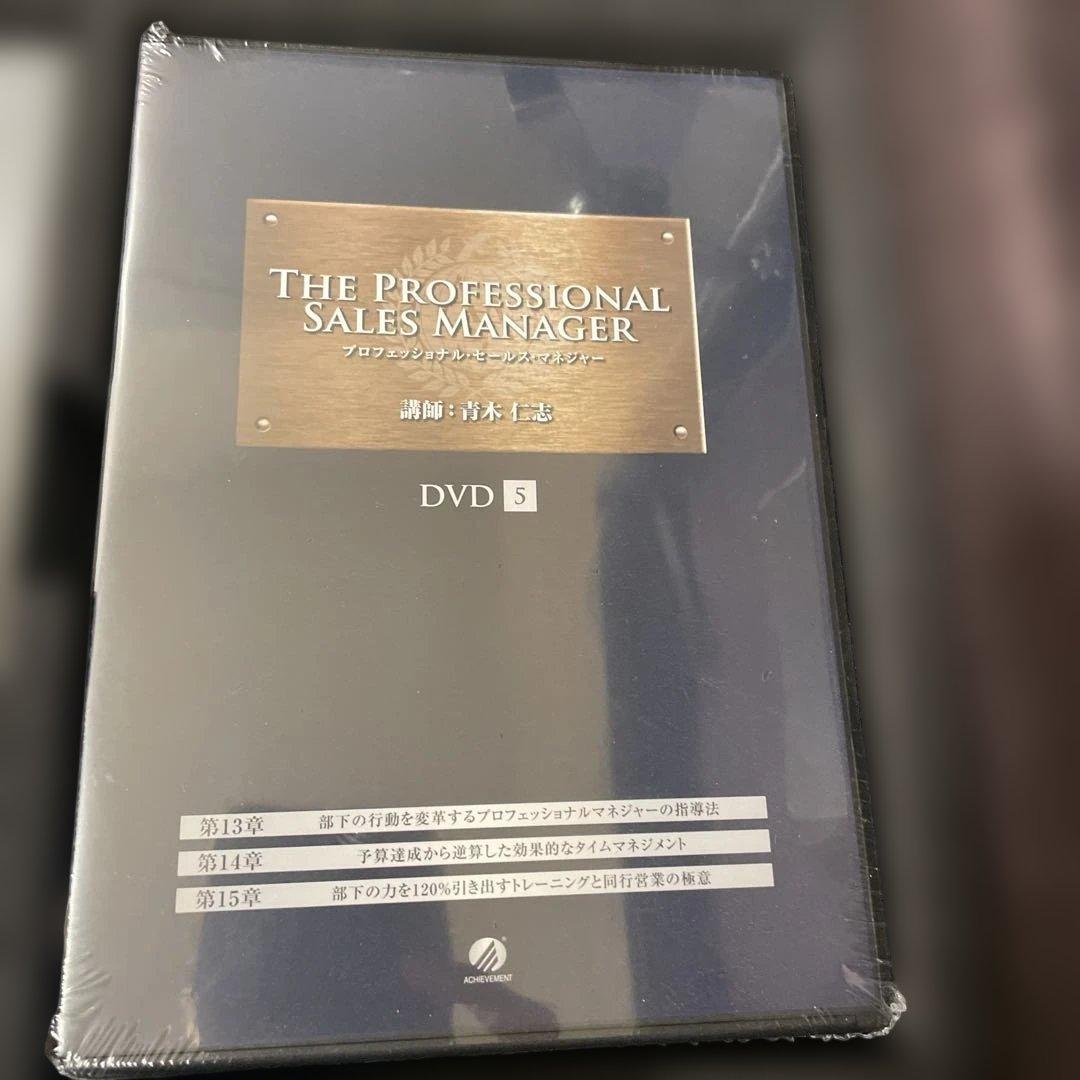 THE PROFESSIONAL
SALES MANAGER
プロフェッショナル・セールス・マネジャー
講師：青木 仁志
DVD 5
第13章 部下の行動を変革するプロフェッショナルマネジャーの指導法
第14章 予算達成から逆算した効果的なタイムマネジメント
第15章 部下の力を120%引き出すトレーニングと同行営業の極意
®
ACHIEVEMENT